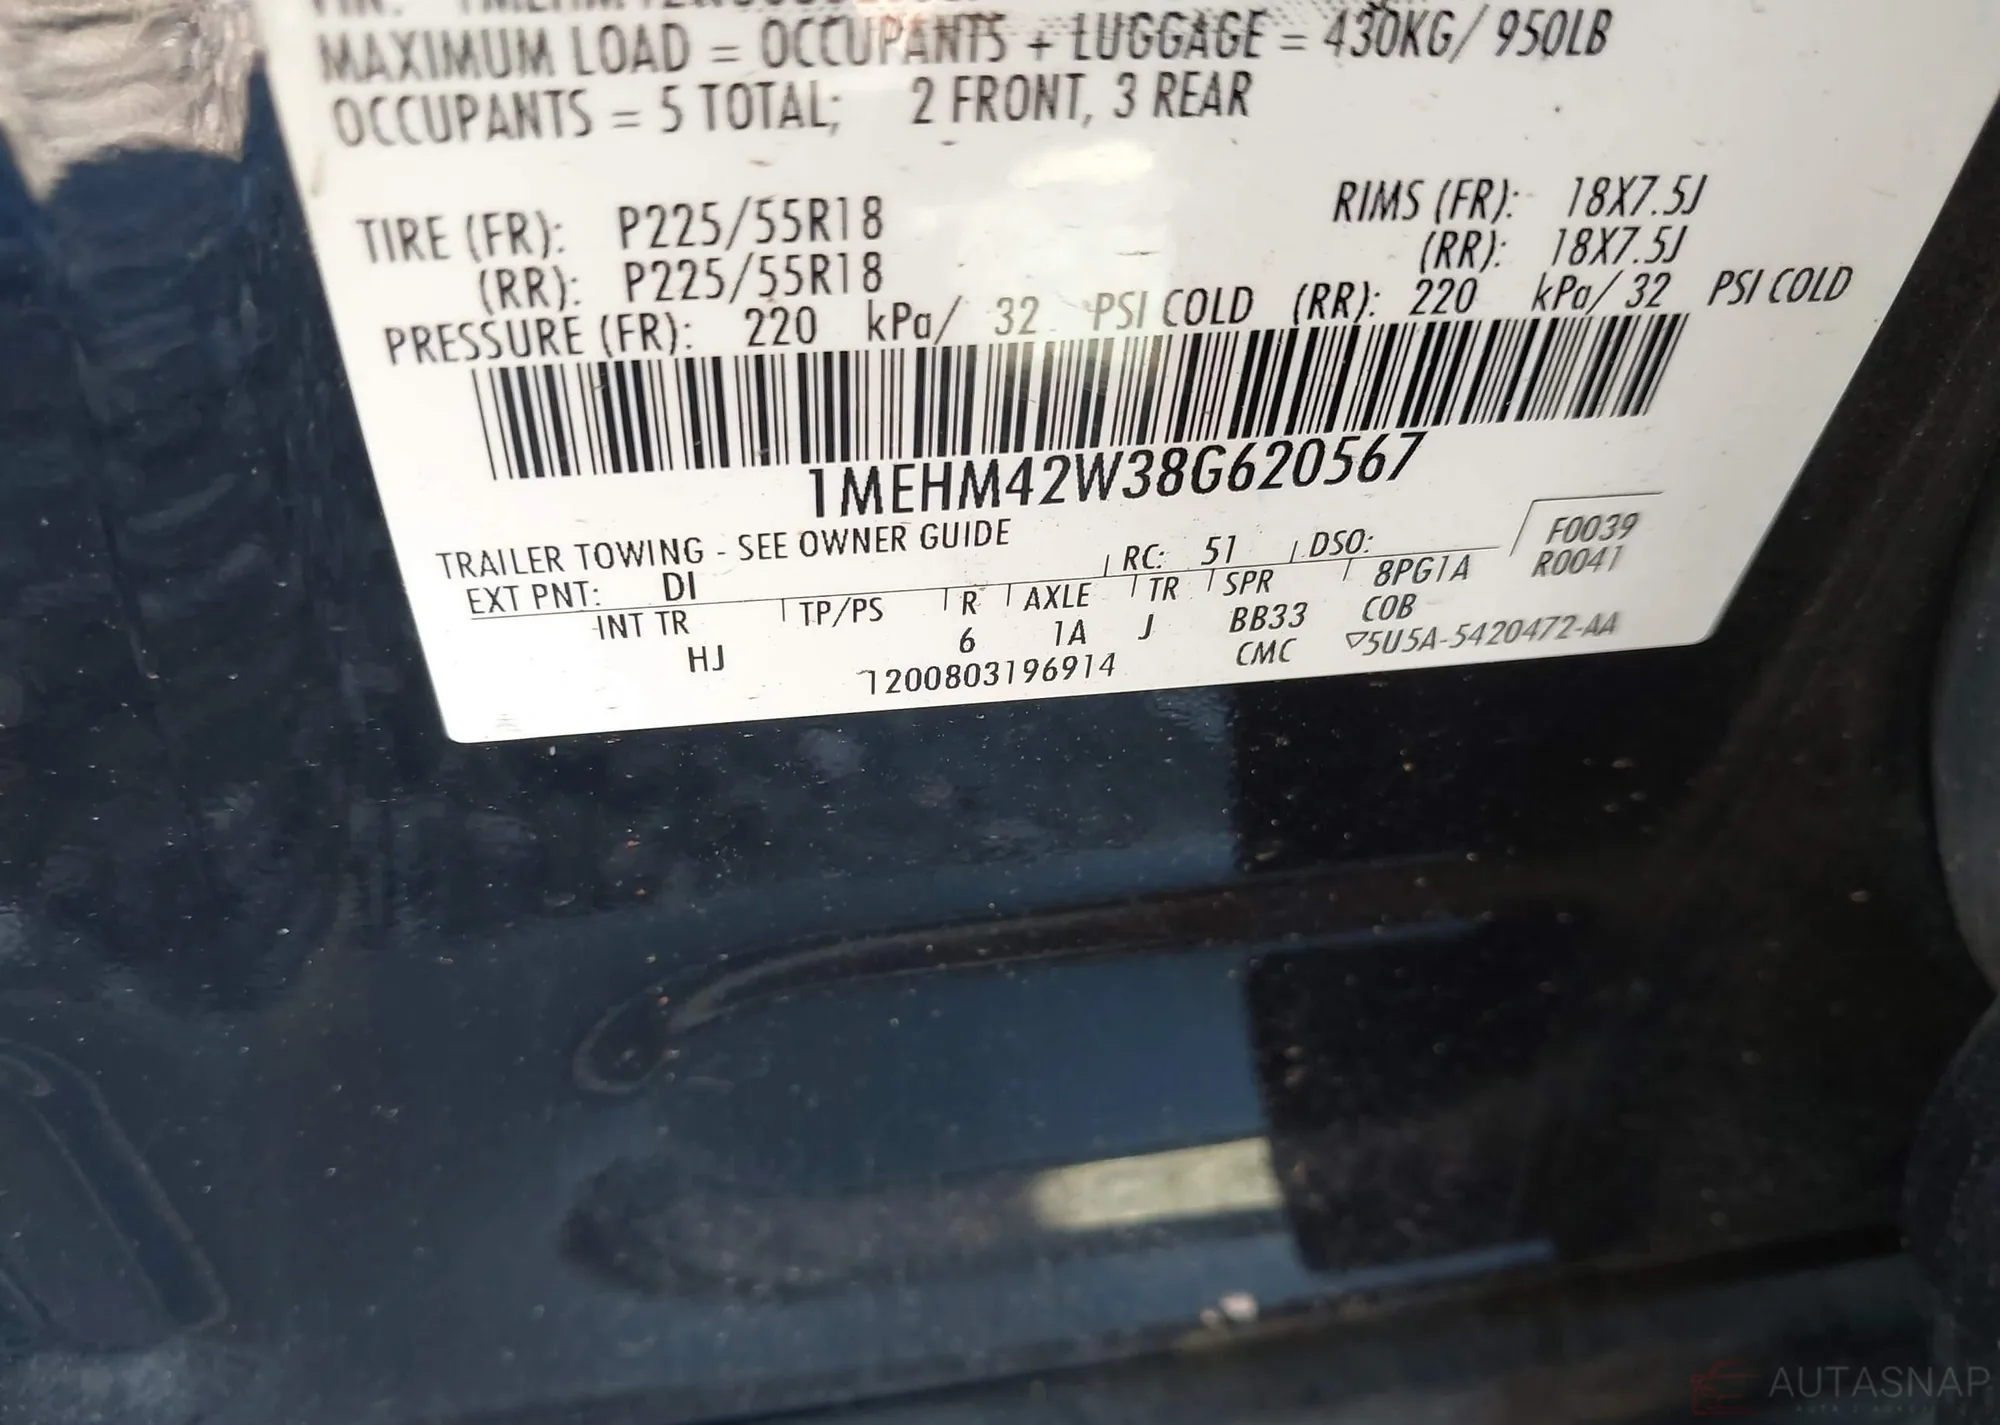 MAXIMUM LOAD = OCCUPANTS + LUGGAGE = 430KG/ 950LB
OCCUPANTS = 5 TOTAL; 2 FRONT, 3 REAR
TIRE (FR): P225/55R18 RIMS (FR): 18X7.5J
(RR): P225/55R18 (RR): 18X7.5J
PRESSURE (FR): 220 kPa/ 32 PSI COLD (RR): 220 kPa/ 32 PSI COLD
1MEHM42W38G620567
TRAILER TOWING - SEE OWNER GUIDE
EXT PNT: DI RC: 51 DSO: F0039
INT TR TP/PS R AXLE TR SPR 8PG1A R0041
HJ 6 1A J BB33 COB
1200803196914 CMC ▽5U5A-5420472-AA
AUTASNAP